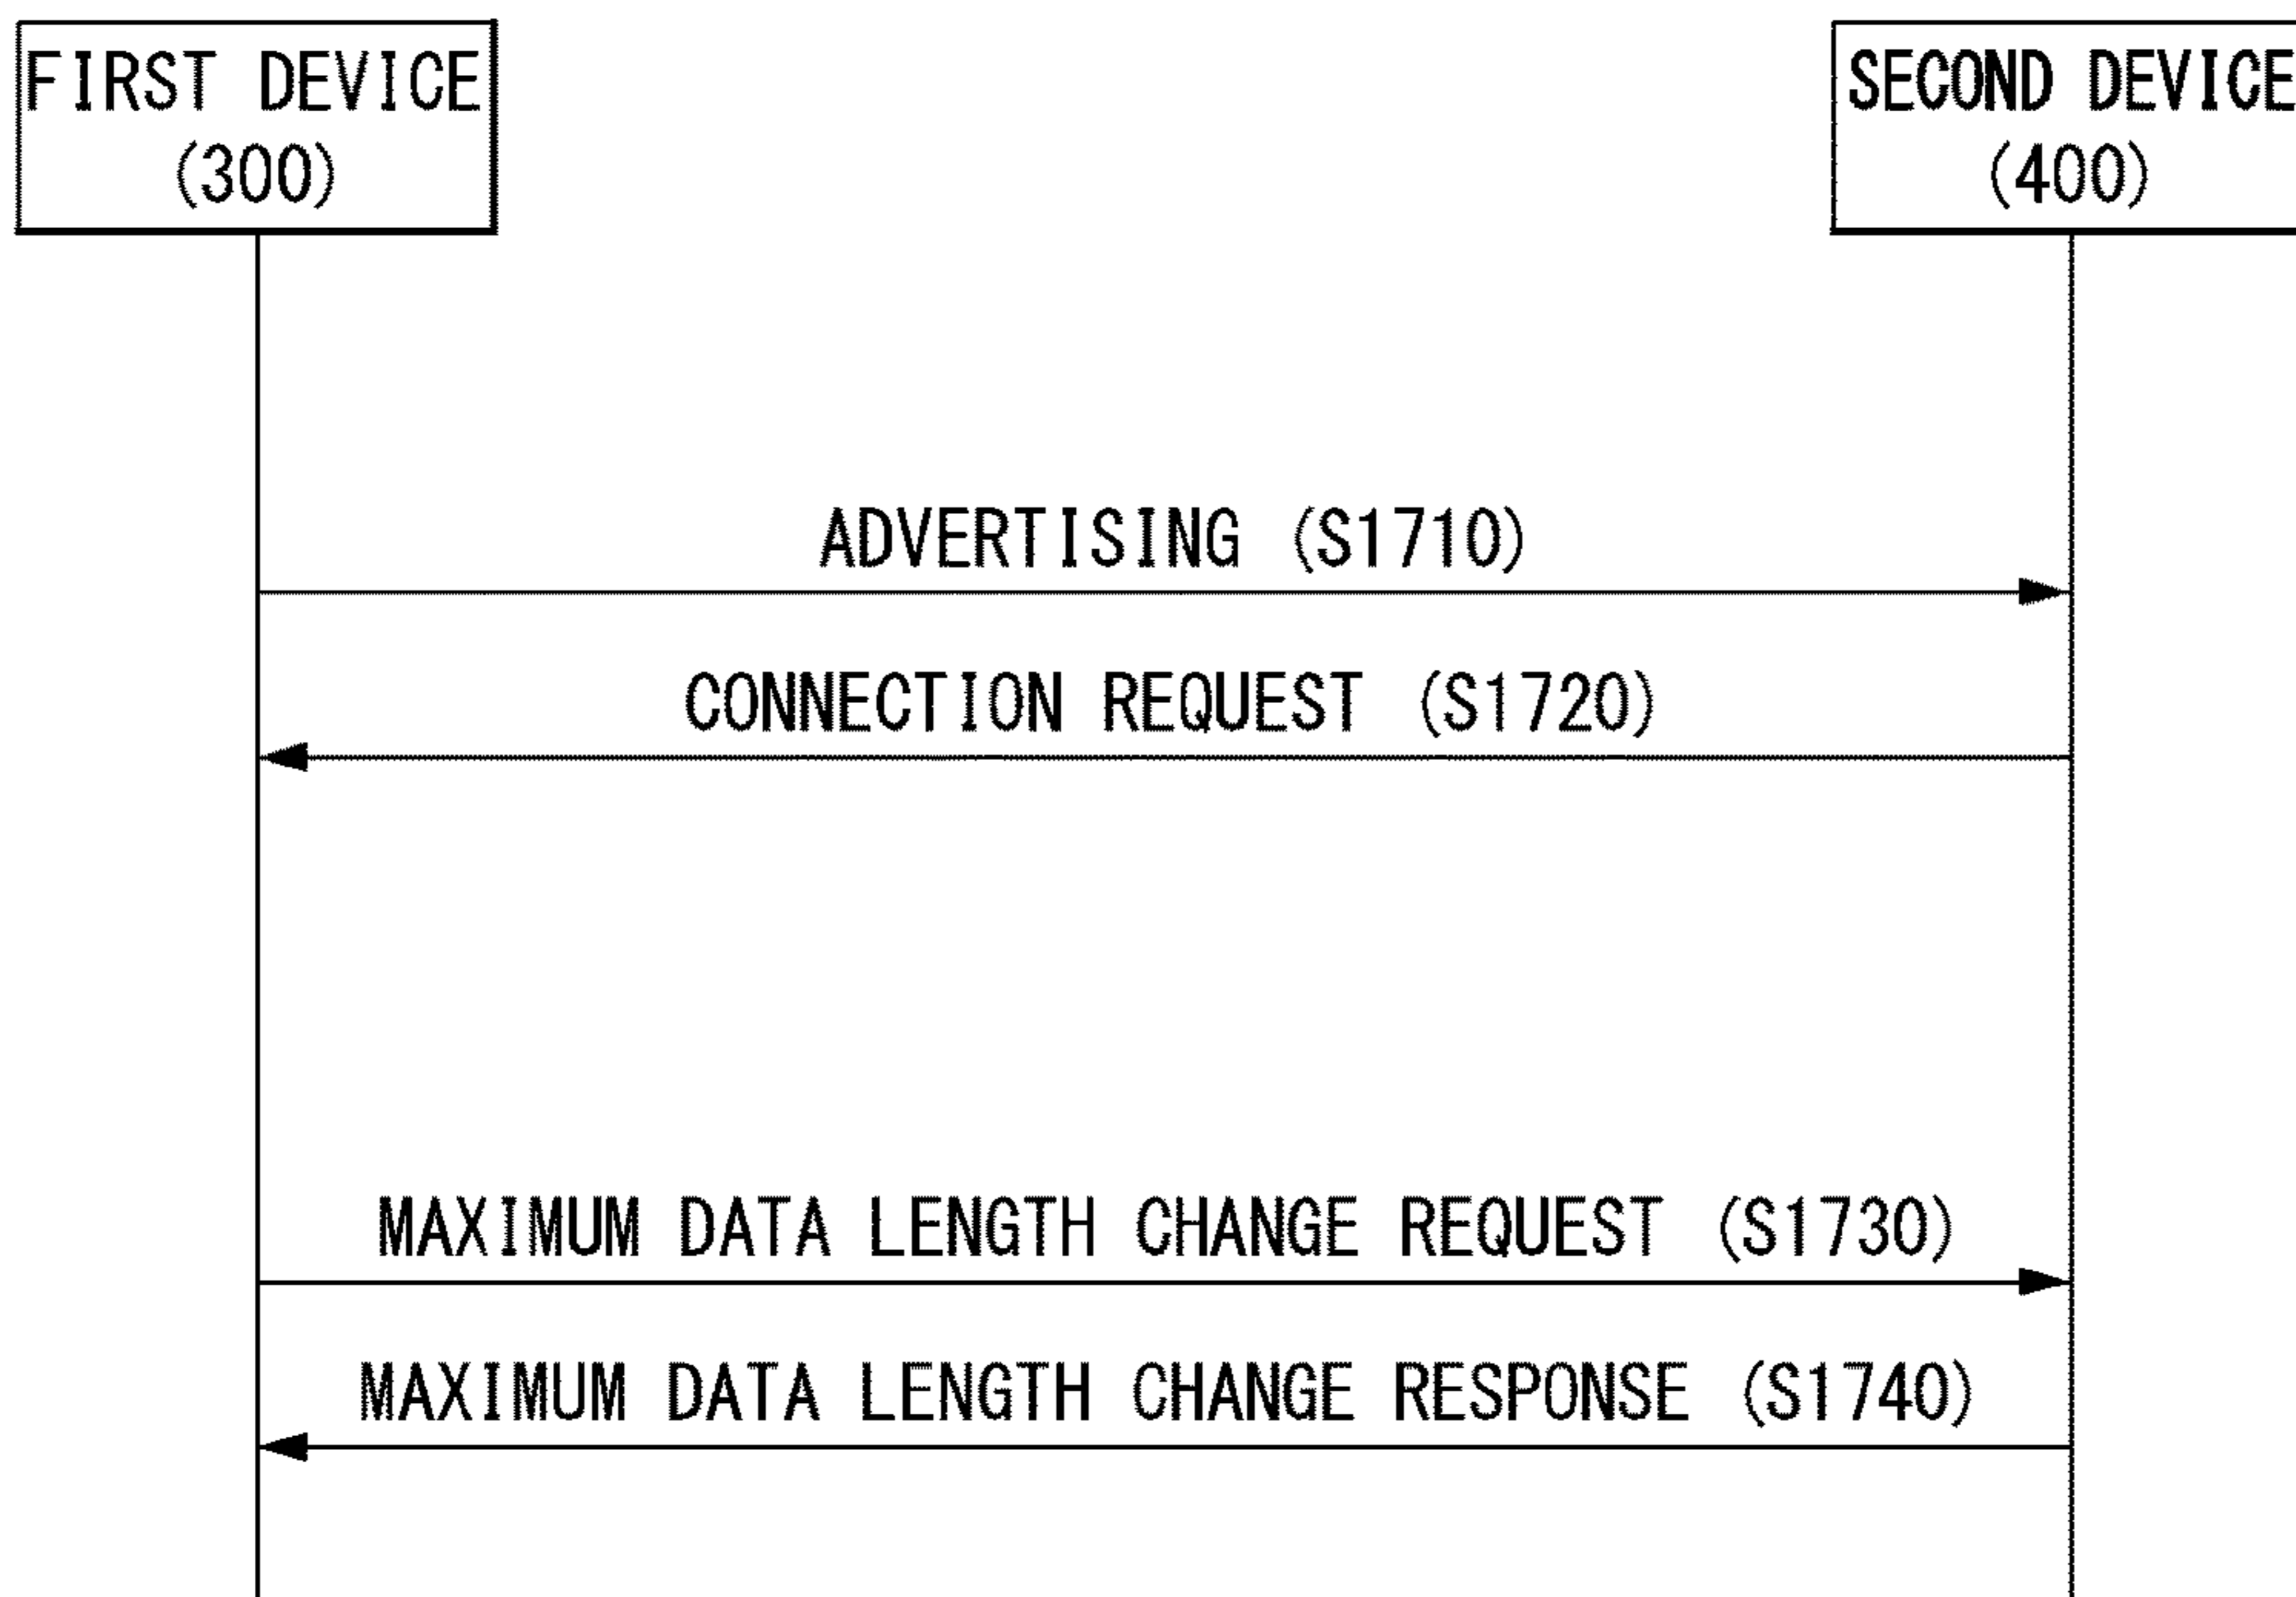 FIRST DEVICE
(300)
SECOND DEVICE
(400)
ADVERTISING (S1710)
CONNECTION REQUEST (S1720)
MAXIMUM DATA LENGTH CHANGE REQUEST (S1730)
MAXIMUM DATA LENGTH CHANGE RESPONSE (S1740)